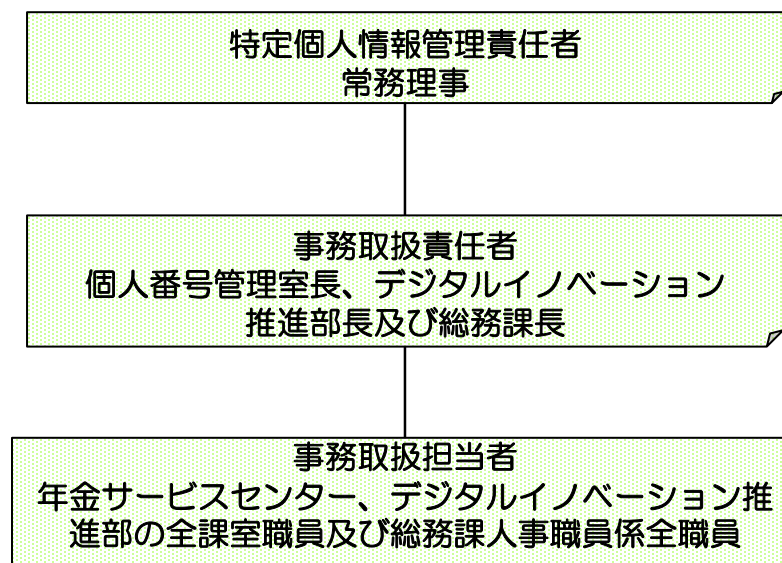 特定個人情報管理責任者
常務理事
事務取扱責任者
個人番号管理室長、デジタルイノベーション
推進部長及び総務課長
事務取扱担当者
年金サービスセンター、デジタルイノベーション推
進部の全課室職員及び総務課人事職員係全職員